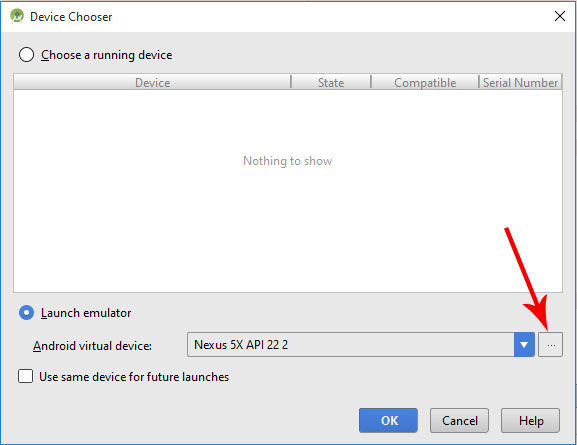 Device Chooser
Choose a running device
Device State Compatible Serial Number
Nothing to show
Launch emulator
Android virtual device: Nexus 5X API 22 2 ...
Use same device for future launches
OK Cancel Help